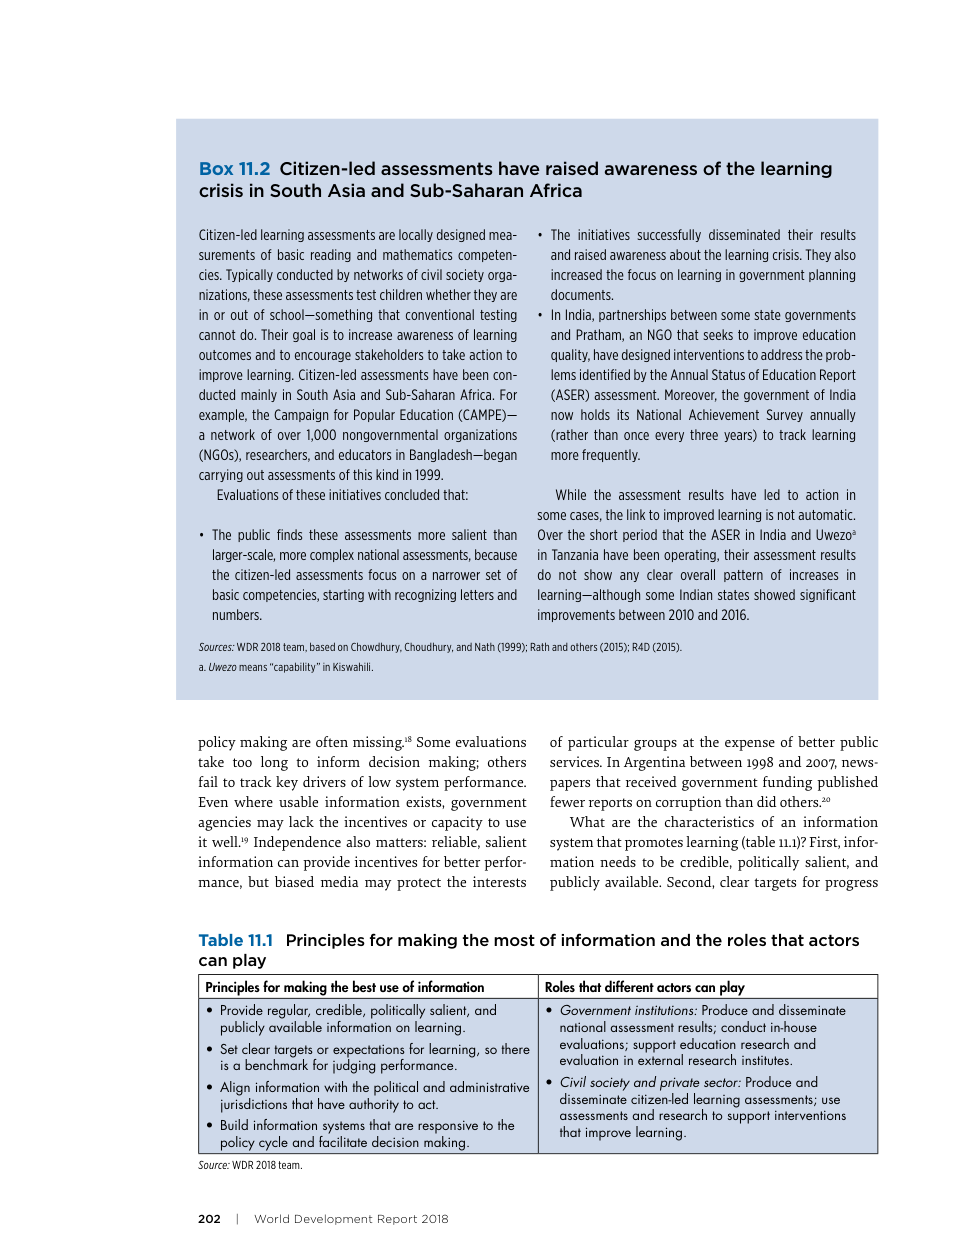 Box 11.2 Citizen-led assessments have raised awareness of the learning
crisis in South Asia and Sub-Saharan Africa
Citizen-led learning assessments are locally designed mea-
surements of basic reading and mathematics competen-
cies. Typically conducted by networks of civil society orga-
nizations, these assessments test children whether they are
in or out of school—something that conventional testing
cannot do. Their goal is to increase awareness of learning
outcomes and to encourage stakeholders to take action to
improve learning. Citizen-led assessments have been con-
ducted mainly in South Asia and Sub-Saharan Africa. For
example, the Campaign for Popular Education (CAMPE)—
a network of over 1,000 nongovernmental organizations
(NGOs), researchers, and educators in Bangladesh—began
carrying out assessments of this kind in 1999.
Evaluations of these initiatives concluded that:
• The public finds these assessments more salient than
larger-scale, more complex national assessments, because
the citizen-led assessments focus on a narrower set of
basic competencies, starting with recognizing letters and
numbers.
• The initiatives successfully disseminated their results
and raised awareness about the learning crisis. They also
increased the focus on learning in government planning
documents.
• In India, partnerships between some state governments
and Pratham, an NGO that seeks to improve education
quality, have designed interventions to address the prob-
lems identified by the Annual Status of Education Report
(ASER) assessment. Moreover, the government of India
now holds its National Achievement Survey annually
(rather than once every three years) to track learning
more frequently.
While the assessment results have led to action in
some cases, the link to improved learning is not automatic.
Over the short period that the ASER in India and Uwezoᵃ
in Tanzania have been operating, their assessment results
do not show any clear overall pattern of increases in
learning—although some Indian states showed significant
improvements between 2010 and 2016.
Sources: WDR 2018 team, based on Chowdhury, Choudhury, and Nath (1999); Rath and others (2015); R4D (2015).
a. Uwezo means “capability” in Kiswahili.
policy making are often missing.¹⁸ Some evaluations
take too long to inform decision making; others
fail to track key drivers of low system performance.
Even where usable information exists, government
agencies may lack the incentives or capacity to use
it well.¹⁹ Independence also matters: reliable, salient
information can provide incentives for better perfor-
mance, but biased media may protect the interests
of particular groups at the expense of better public
services. In Argentina between 1998 and 2007, news-
papers that received government funding published
fewer reports on corruption than did others.²⁰
What are the characteristics of an information
system that promotes learning (table 11.1)? First, infor-
mation needs to be credible, politically salient, and
publicly available. Second, clear targets for progress
Table 11.1 Principles for making the most of information and the roles that actors
can play
Principles for making the best use of information
• Provide regular, credible, politically salient, and
publicly available information on learning.
• Set clear targets or expectations for learning, so there
is a benchmark for judging performance.
• Align information with the political and administrative
jurisdictions that have authority to act.
• Build information systems that are responsive to the
policy cycle and facilitate decision making.
Roles that different actors can play
• Government institutions: Produce and disseminate
national assessment results; conduct in-house
evaluations; support education research and
evaluation in external research institutes.
• Civil society and private sector: Produce and
disseminate citizen-led learning assessments; use
assessments and research to support interventions
that improve learning.
Source: WDR 2018 team.
202 | World Development Report 2018